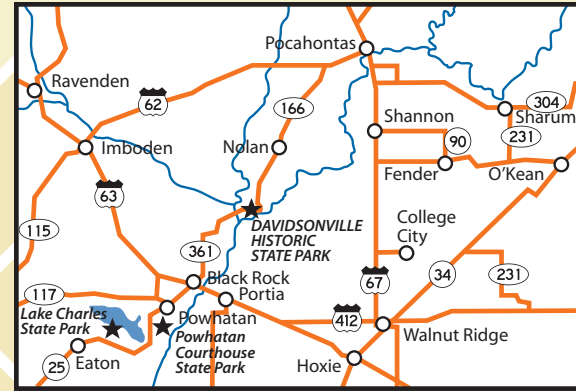 Pocahontas
Ravenden
62
166
304
Shannon
Sharum
Imboden
Nolan
90
231
Fender
O'Kean
63
DAVIDSONVILLE
HISTORIC
STATE PARK
College
City
115
361
34
231
67
Black Rock
117
Portia
Lake Charles
State Park
Powhatan
412
Walnut Ridge
Powhatan
Courthouse
State Park
Eaton
Hoxie
25